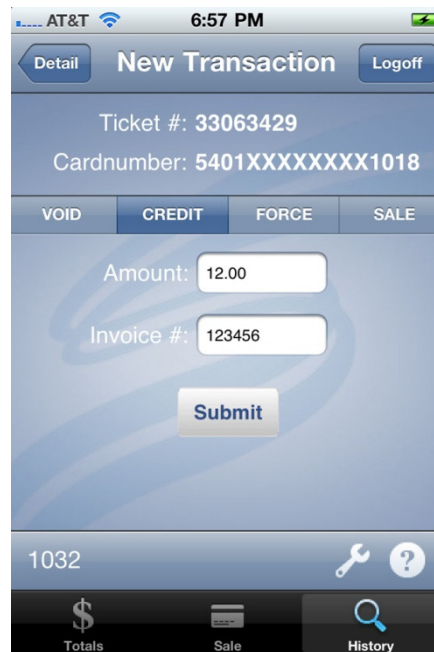 AT&T 6:57 PM
Detail New Transaction Logoff
Ticket #: 33063429
Cardnumber: 5401XXXXXXXX1018
VOID CREDIT FORCE SALE
Amount: 12.00
Invoice #: 123456
Submit
1032 ?
$
Totals Sale History